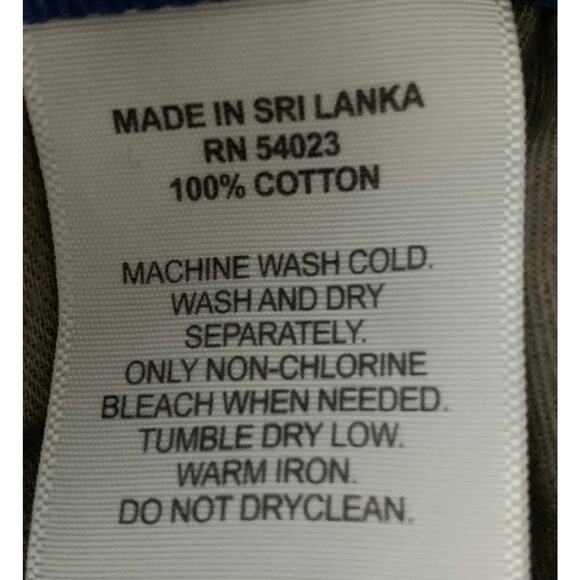 MADE IN SRI LANKA
RN 54023
100% COTTON
MACHINE WASH COLD.
WASH AND DRY
SEPARATELY.
ONLY NON-CHLORINE
BLEACH WHEN NEEDED.
TUMBLE DRY LOW.
WARM IRON.
DO NOT DRYCLEAN.